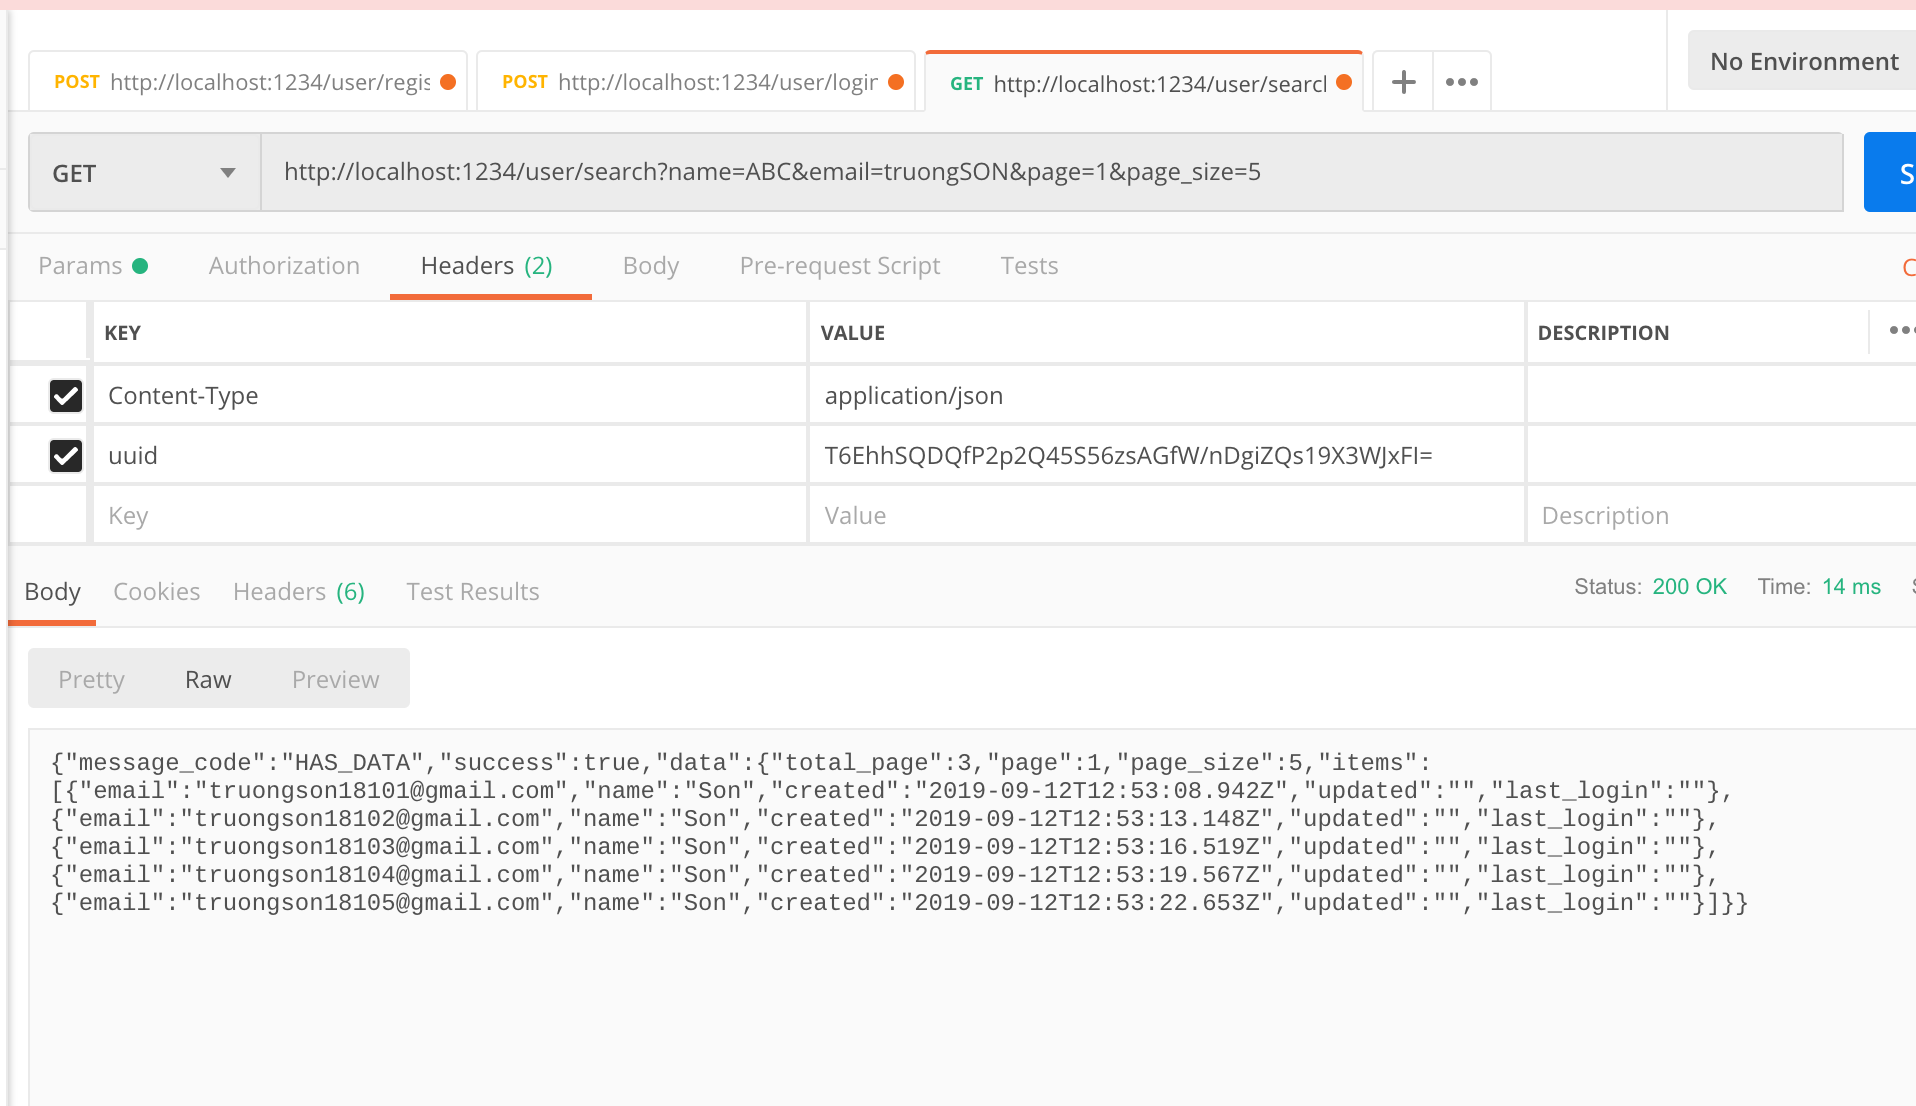 POST http://localhost:1234/user/regis POST http://localhost:1234/user/login GET http://localhost:1234/user/search No Environment
GET http://localhost:1234/user/search?name=ABC&email=truongSON&page=1&page_size=5 S
Params Authorization Headers (2) Body Pre-request Script Tests C
KEY VALUE DESCRIPTION
Content-Type application/json
uuid T6EhhSQDQfP2p2Q45S56zsAGfW/nDgiZQs19X3WJxFI=
Key Value Description
Body Cookies Headers (6) Test Results Status: 200 OK Time: 14 ms
Pretty Raw Preview
{"message_code":"HAS_DATA","success":true,"data":{"total_page":3,"page":1,"page_size":5,"items":
[{"email":"truongson18101@gmail.com","name":"Son","created":"2019-09-12T12:53:08.942Z","updated":"","last_login":""},
{"email":"truongson18102@gmail.com","name":"Son","created":"2019-09-12T12:53:13.148Z","updated":"","last_login":""},
{"email":"truongson18103@gmail.com","name":"Son","created":"2019-09-12T12:53:16.519Z","updated":"","last_login":""},
{"email":"truongson18104@gmail.com","name":"Son","created":"2019-09-12T12:53:19.567Z","updated":"","last_login":""},
{"email":"truongson18105@gmail.com","name":"Son","created":"2019-09-12T12:53:22.653Z","updated":"","last_login":""}]}}